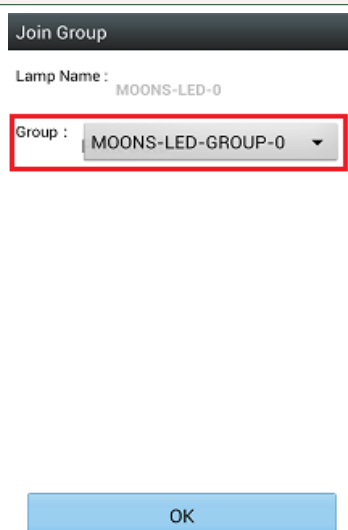 Join Group
Lamp Name :
MOONS-LED-0
Group :
MOONS-LED-GROUP-0
OK